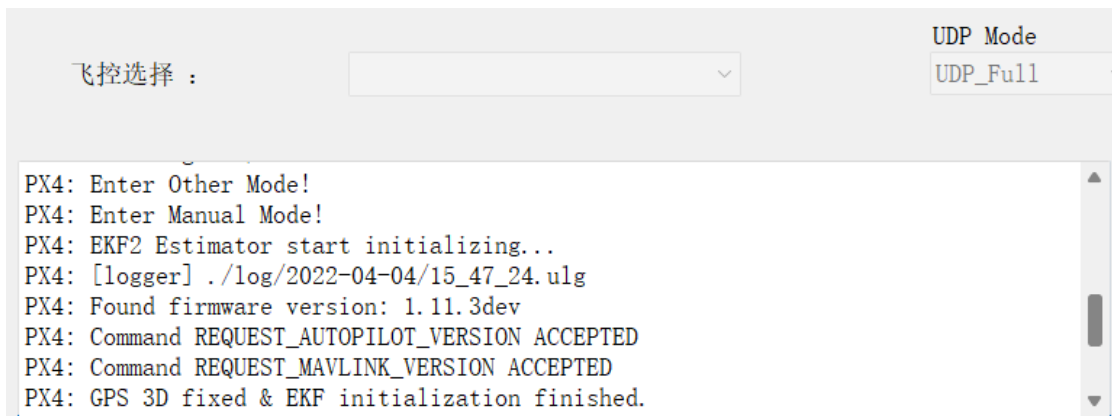 UDP Mode
飞控选择 ：
UDP_Full
PX4: Enter Other Mode!
PX4: Enter Manual Mode!
PX4: EKF2 Estimator start initializing...
PX4: [logger] ./log/2022-04-04/15_47_24.ulg
PX4: Found firmware version: 1.11.3dev
PX4: Command REQUEST_AUTOPILOT_VERSION ACCEPTED
PX4: Command REQUEST_MAVLINK_VERSION ACCEPTED
PX4: GPS 3D fixed & EKF initialization finished.